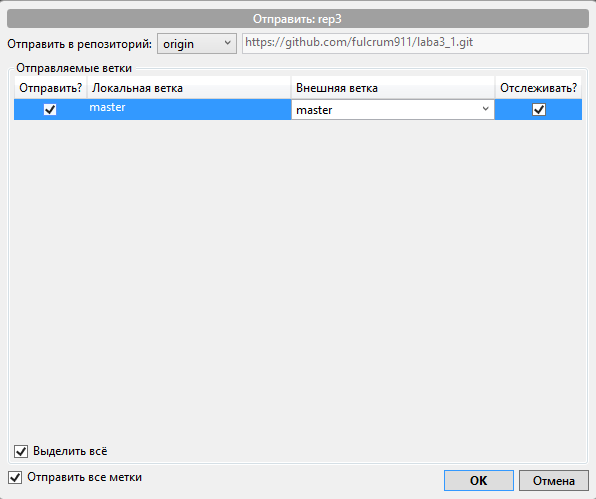 Отправить: rep3
Отправить в репозиторий: origin https://github.com/fulcrum911/laba3_1.git
Отправляемые ветки
Отправить? Локальная ветка Внешняя ветка Отслеживать?
master master
Выделить всё
Отправить все метки
OK Отмена